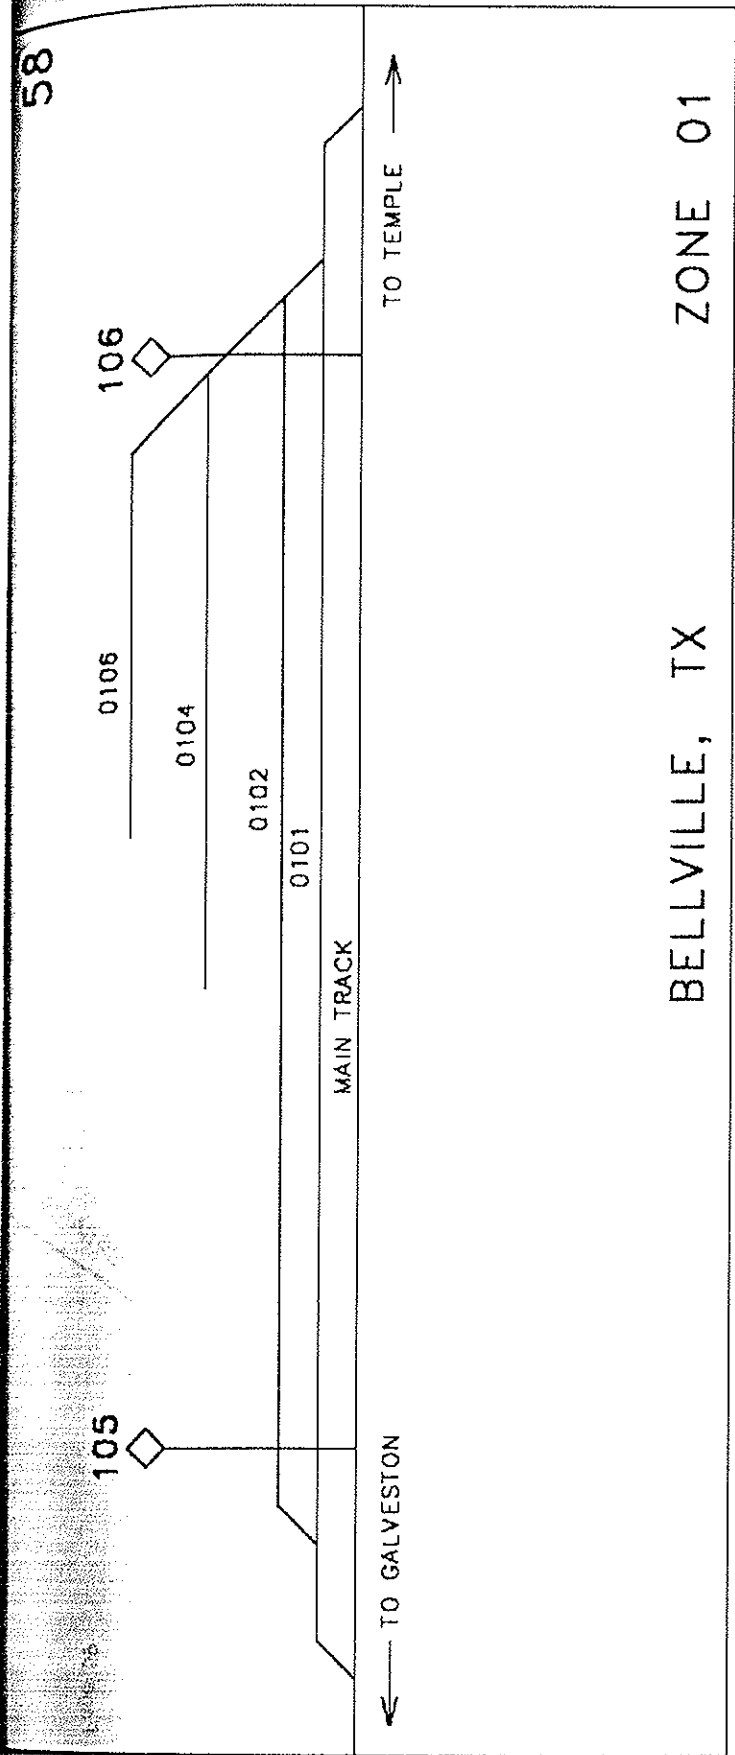 58
105
106
0106
0104
0102
0101
MAIN TRACK
TO GALVESTON
TO TEMPLE
BELLVILLE, TX ZONE 01